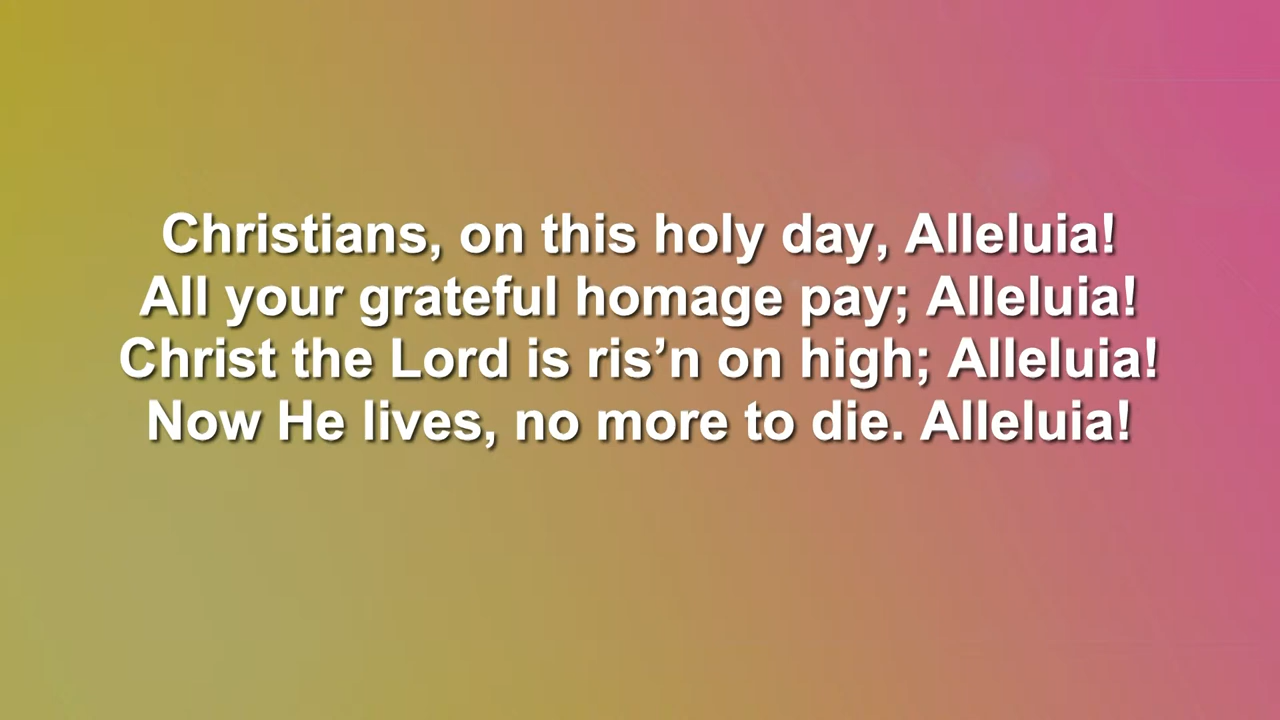 Christians, on this holy day, Alleluia!
All your grateful homage pay; Alleluia!
Christ the Lord is ris’n on high; Alleluia!
Now He lives, no more to die. Alleluia!